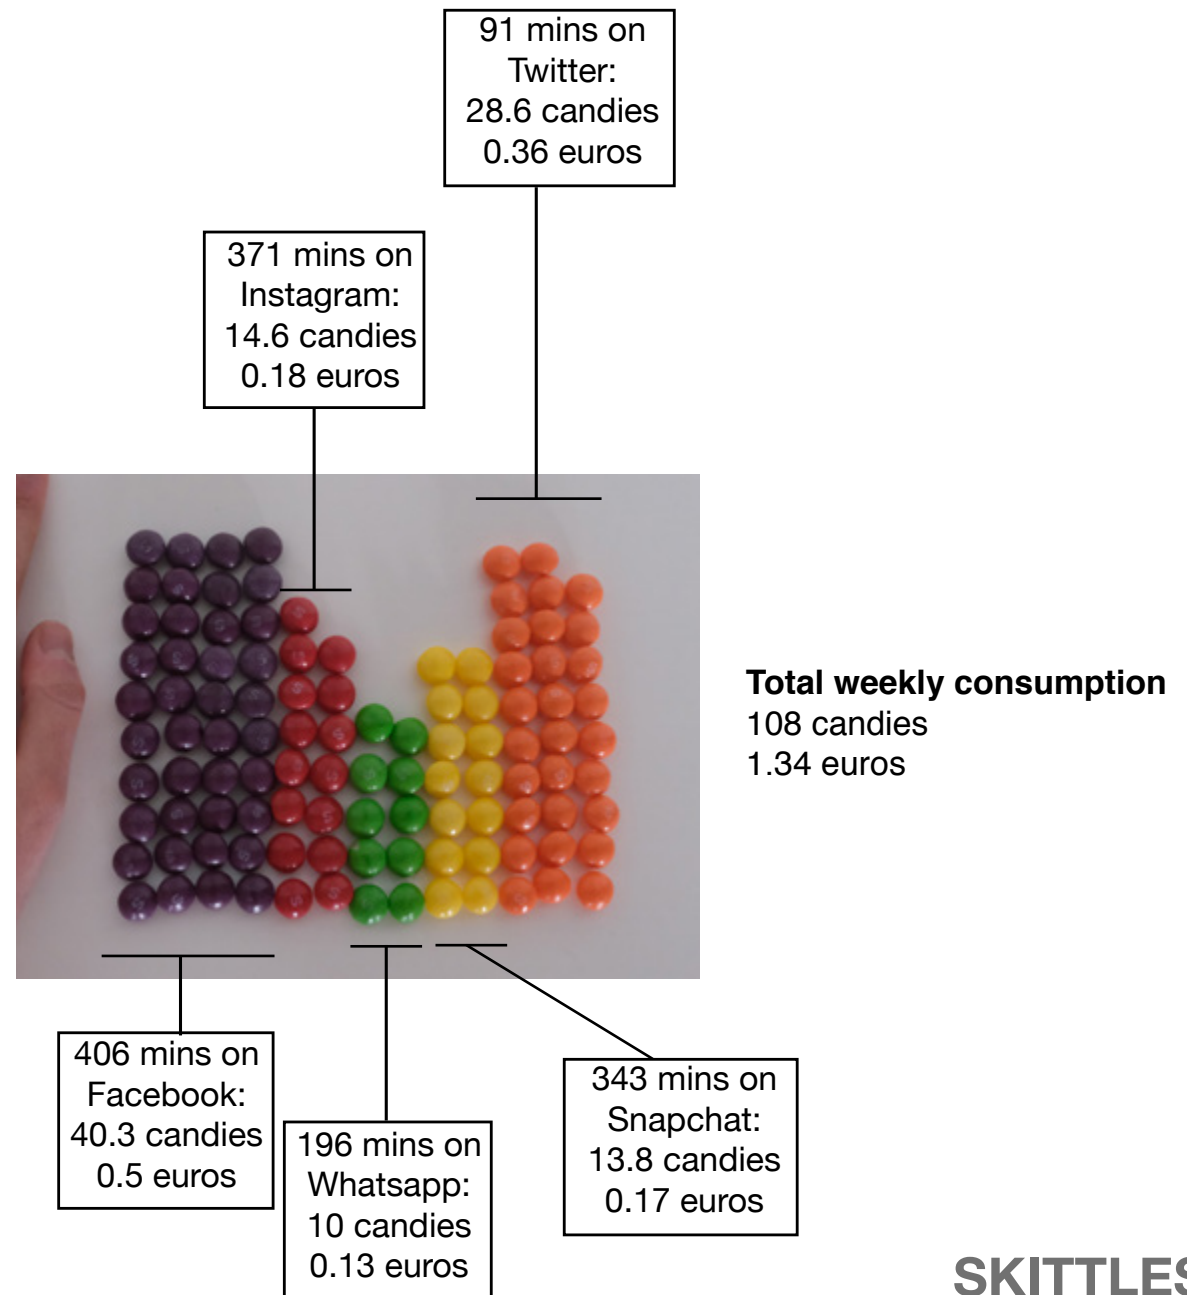 91 mins on
Twitter:
28.6 candies
0.36 euros
371 mins on
Instagram:
14.6 candies
0.18 euros
Total weekly consumption
108 candies
1.34 euros
406 mins on
Facebook:
40.3 candies
0.5 euros
196 mins on
Whatsapp:
10 candies
0.13 euros
343 mins on
Snapchat:
13.8 candies
0.17 euros
SKITTLES